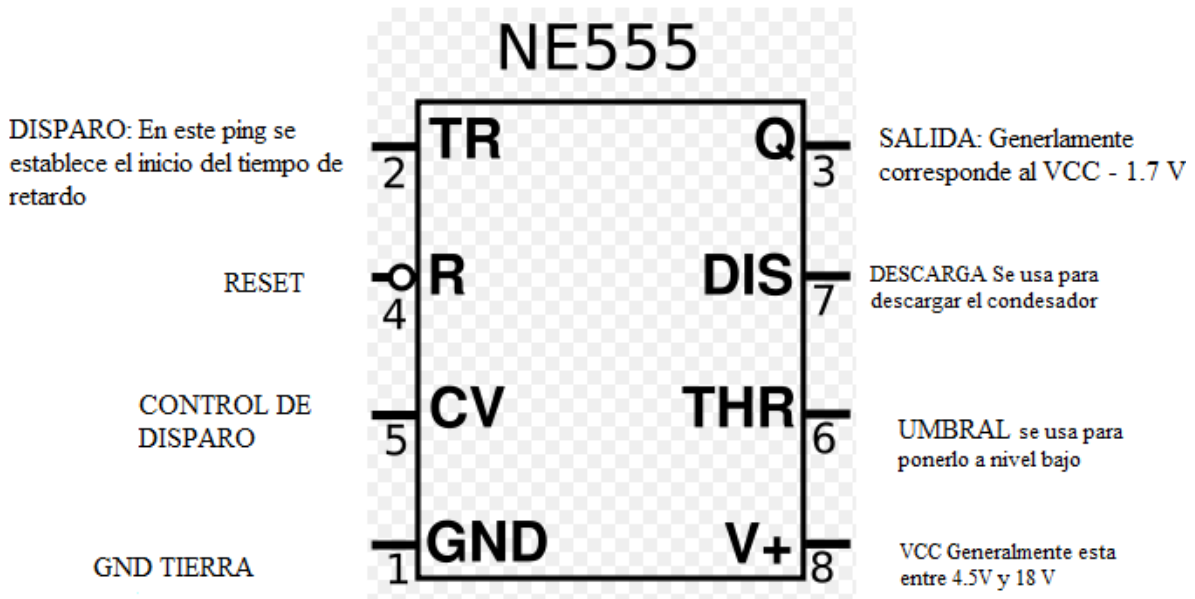 NE555
DISPARO: En este ping se
establece el inicio del tiempo de
retardo
TR
2
Q
3
SALIDA: Generlamente
corresponde al VCC - 1.7 V
RESET
R
4
DIS
7
DESCARGA Se usa para
descargar el condesador
CONTROL DE
DISPARO
CV
5
THR
6
UMBRAL se usa para
ponerlo a nivel bajo
GND TIERRA
GND
1
V+
8
VCC Generalmente esta
entre 4.5V y 18 V